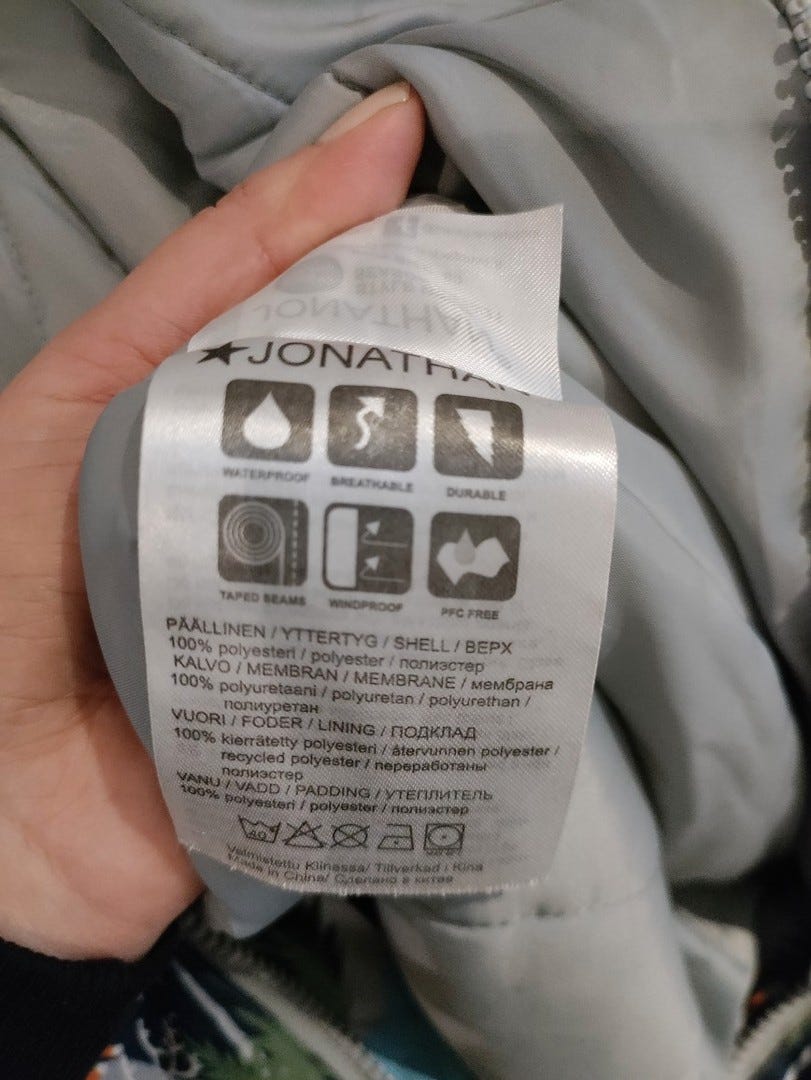 ★JONATHAN
WATERPROOF BREATHABLE DURABLE
TAPED SEAMS WINDPROOF PFC FREE
PÄÄLLINEN / YTTERTYG / SHELL / ВЕРХ
100% polyesteri / polyester / полиэстер
KALVO / MEMBRAN / MEMBRANE / мембрана
100% polyuretaani / polyuretan / polyurethan /
полиуретан
VUORI / FODER / LINING / ПОДКЛАД
100% kierrätetty polyesteri / återvunnen polyester /
recycled polyester / переработаны
полиэстер
VANU / VADD / PADDING / УТЕПЛИТЕЛЬ
100% polyesteri / polyester / полиэстер
40
Valmistettu Kiinassa/ Tillverkad i Kina
Made in China/ Сделано в китае